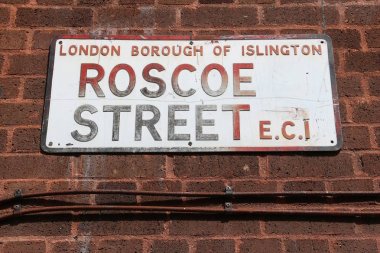 LONDON BOROUGH OF ISLINGTON
ROSCOE
STREET E.C.1